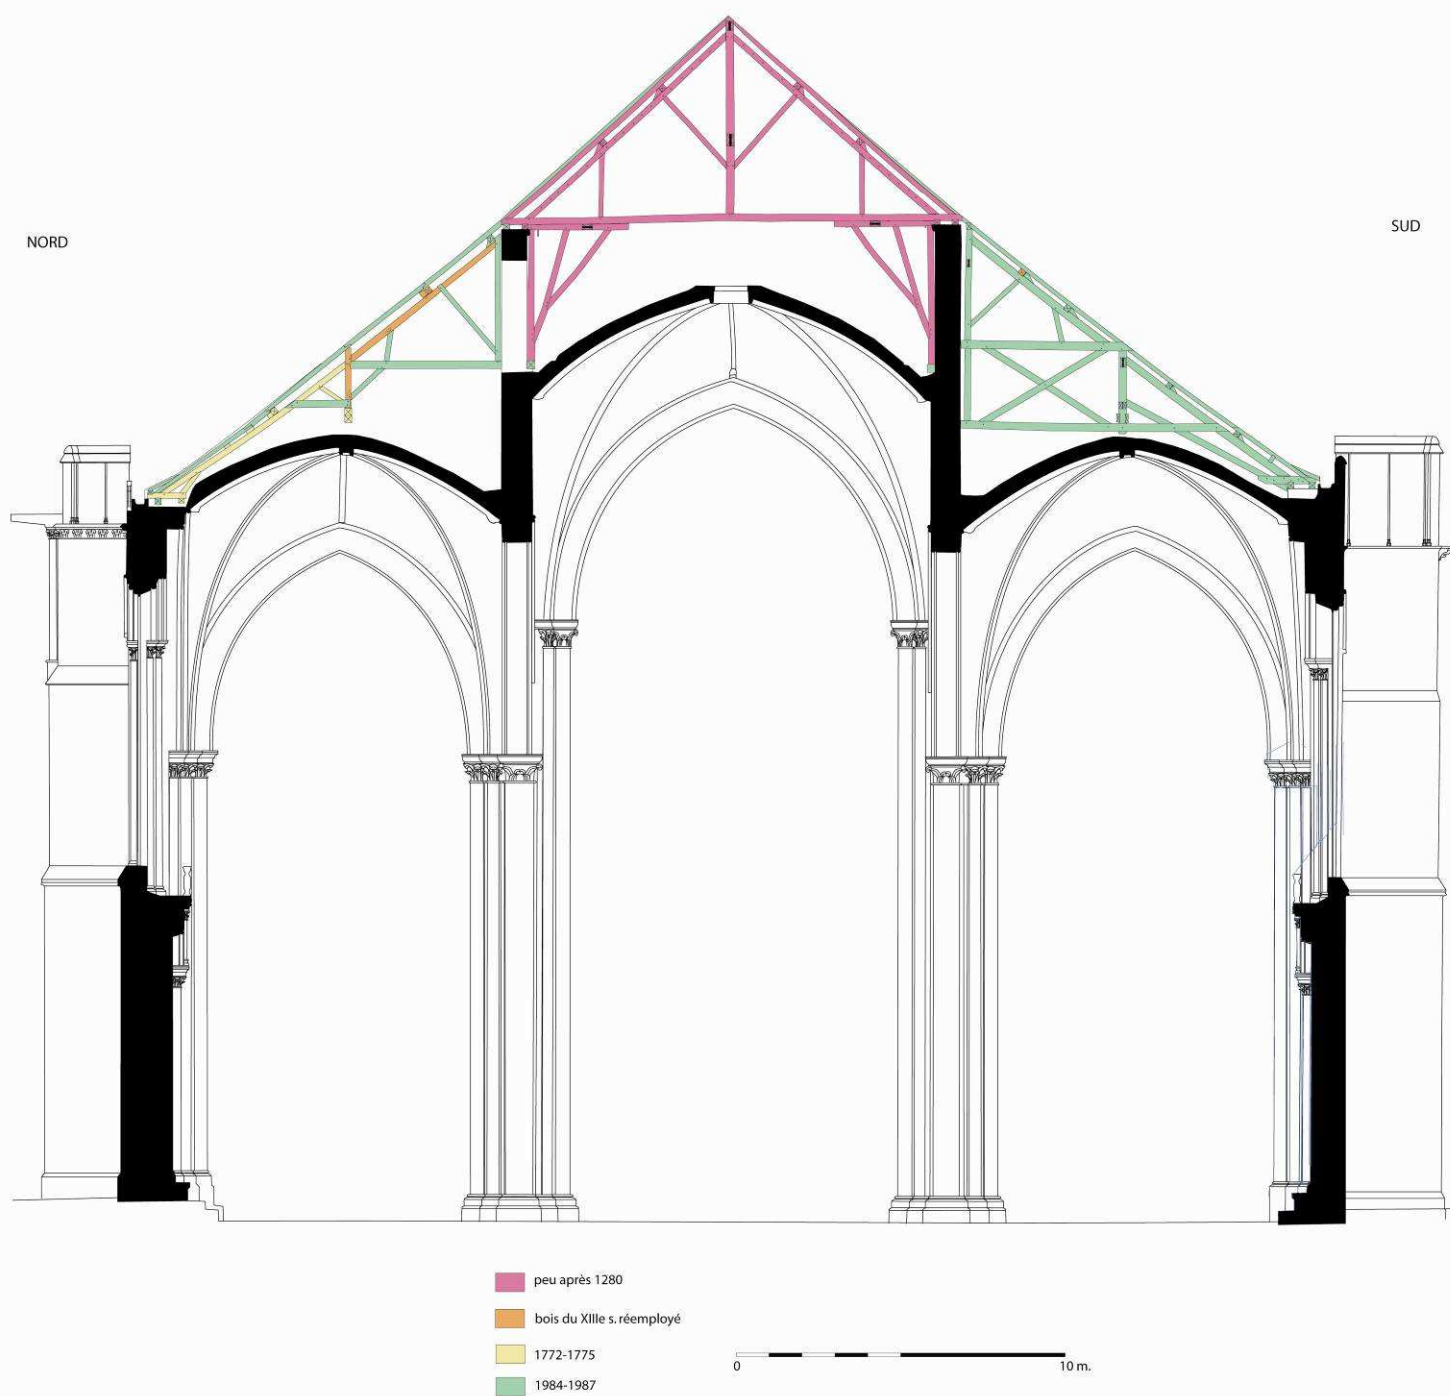 NORD
SUD
peu après 1280
bois du XIIIe s. réemployé
1772-1775
1984-1987
0
10 m.